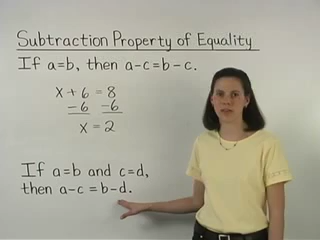 Subtraction Property of Equality
If a=b, then a-c=b-c.
x+6=8
-6 -6
x=2
If a=b and c=d,
then a-c=b-d.